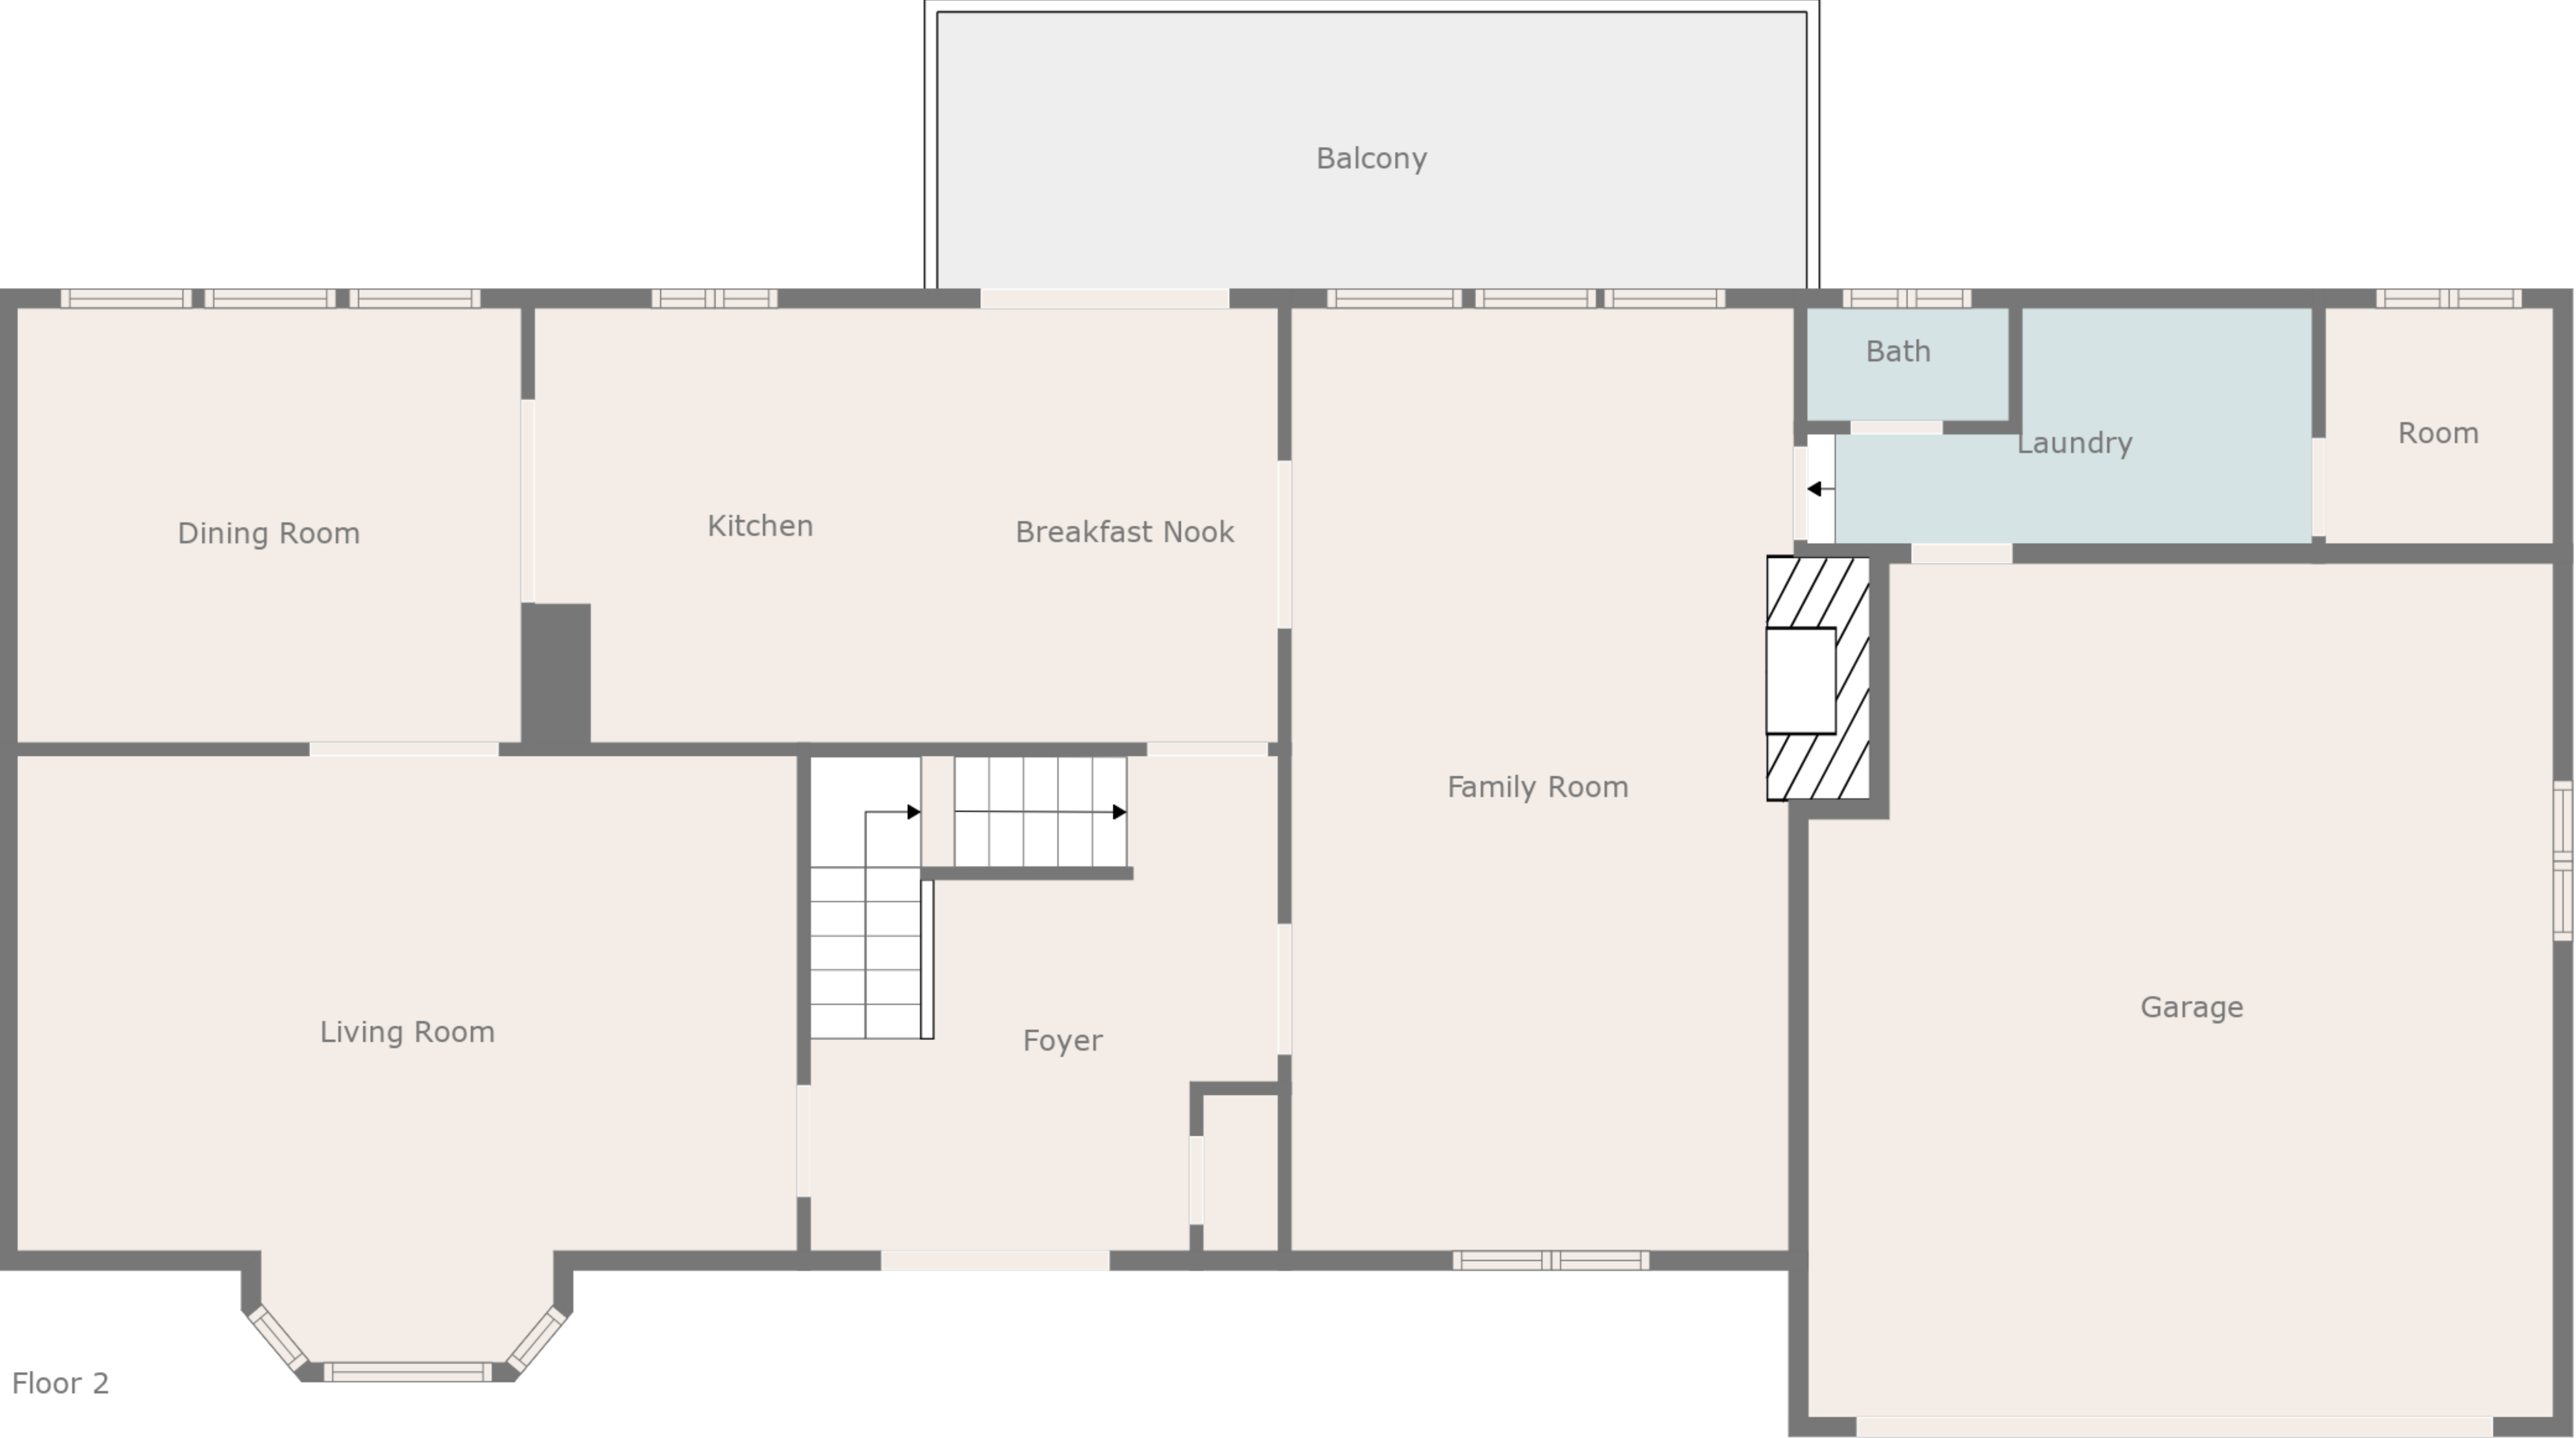 Balcony
Bath
Laundry
Room
Dining Room
Kitchen
Breakfast Nook
Family Room
Garage
Living Room
Foyer
Floor 2